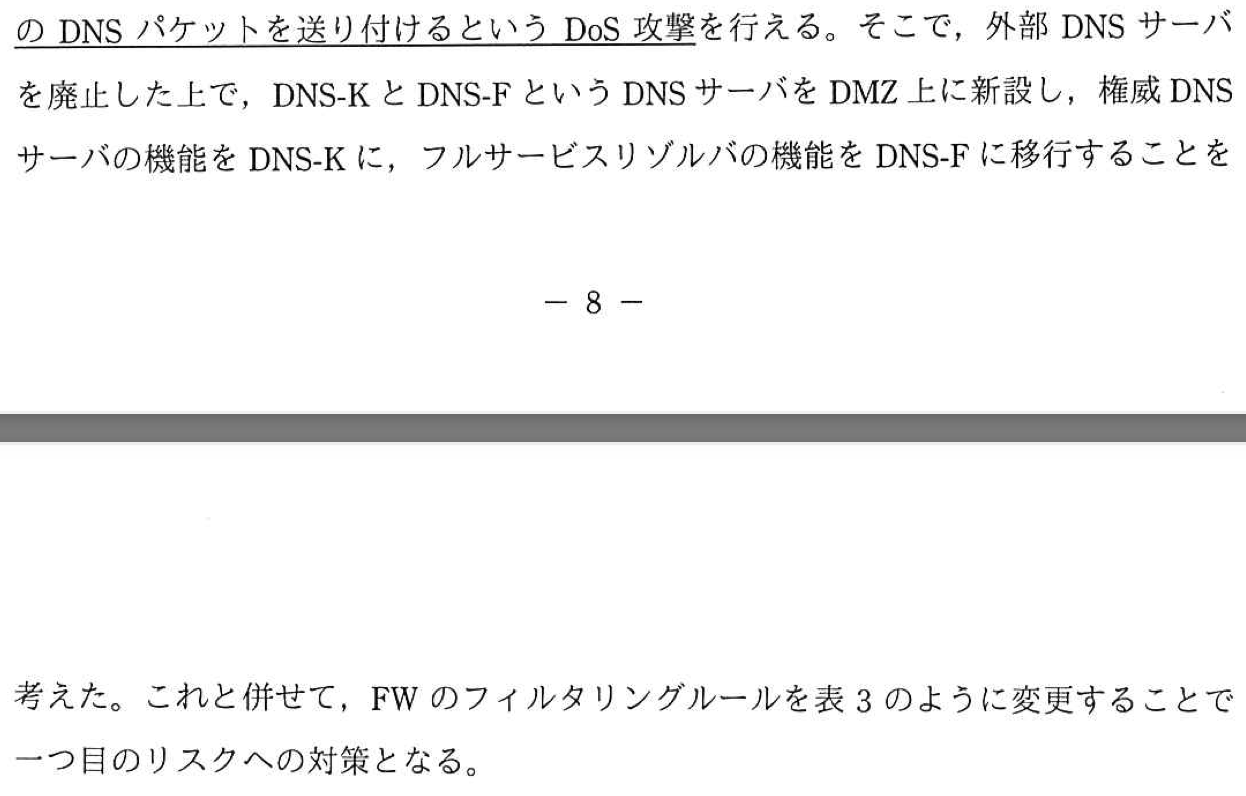 の DNS パケットを送り付けるという DoS 攻撃を行える。そこで，外部 DNS サーバ
を廃止した上で，DNS-K と DNS-F という DNS サーバを DMZ 上に新設し，権威 DNS
サーバの機能を DNS-K に，フルサービスリゾルバの機能を DNS-F に移行することを
－ 8 －
考えた。これと併せて，FW のフィルタリングルールを表 3 のように変更することで
一つ目のリスクへの対策となる。